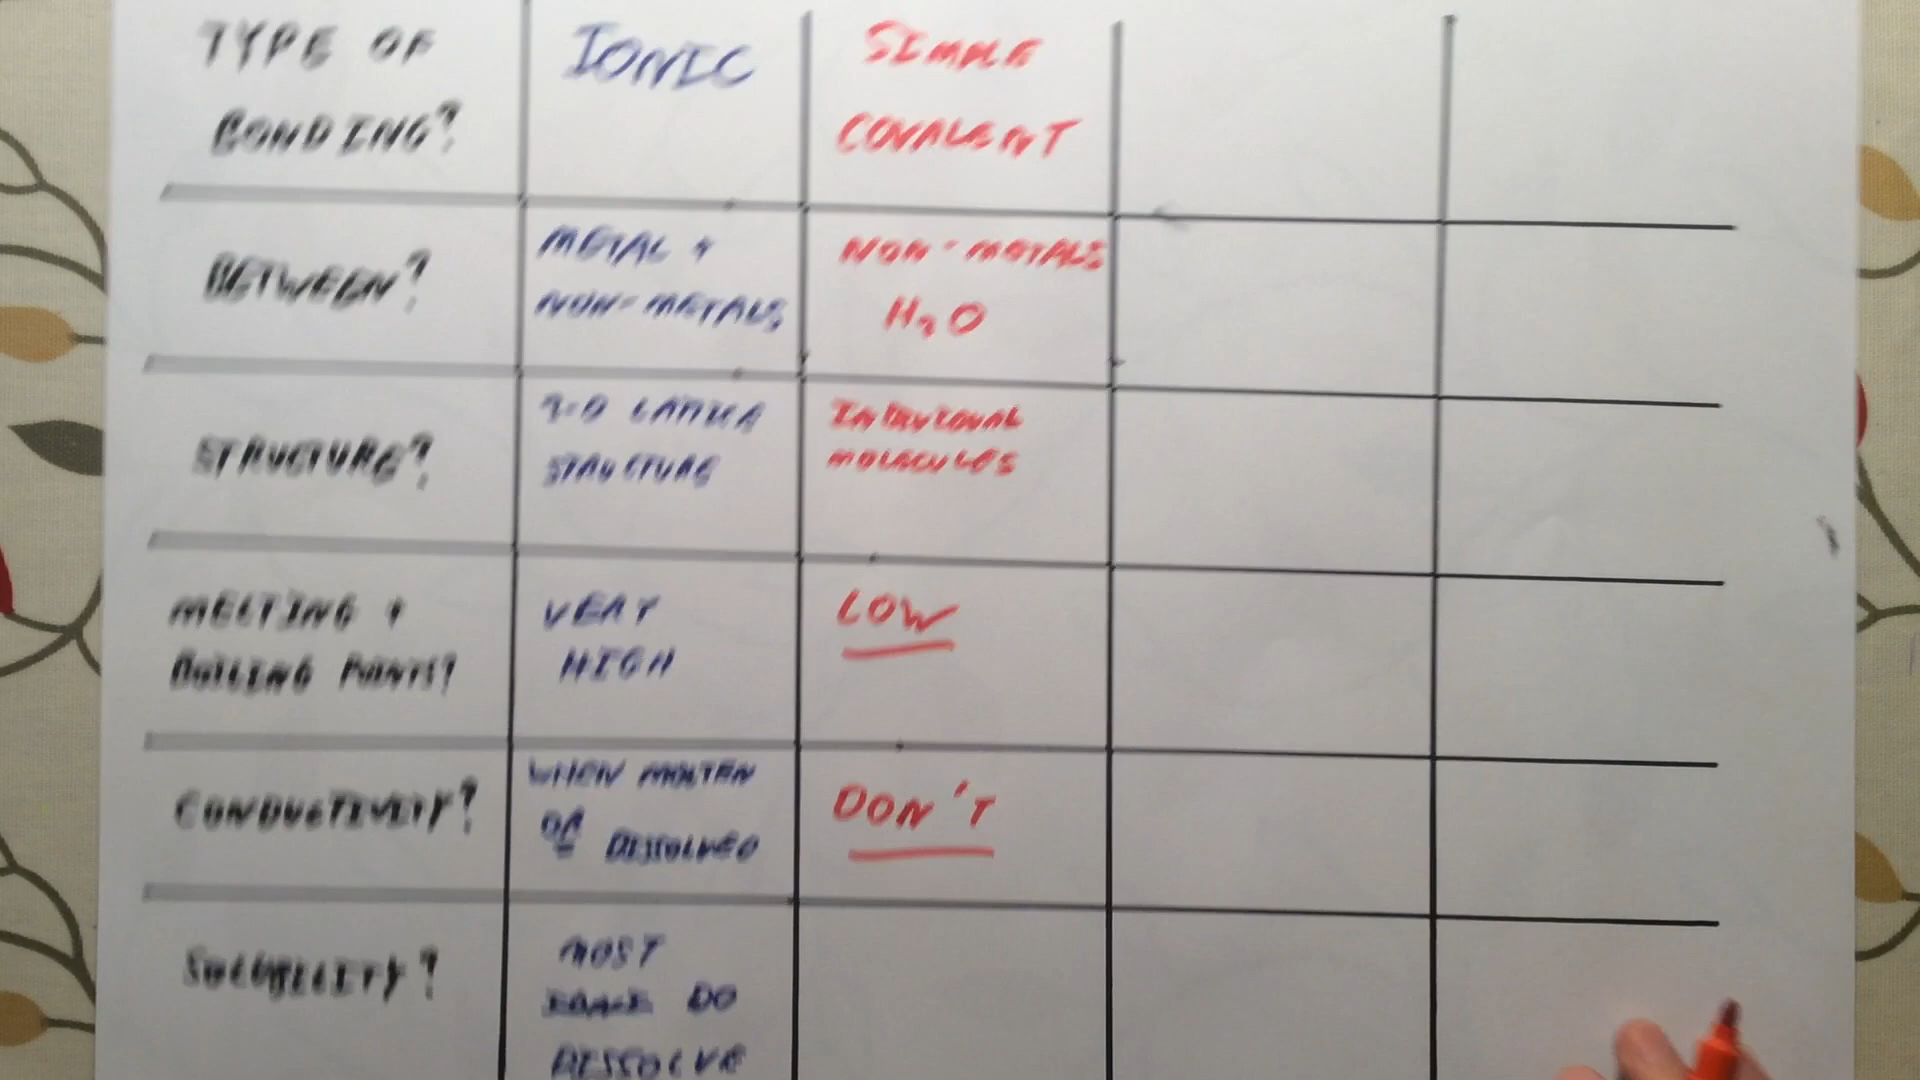 TYPE OF
BONDING?
IONIC
SIMPLE
COVALENT
BETWEEN?
METAL +
NON-METALS
NON-METALS
H2O
STRUCTURE?
3-D LATTICE
STRUCTURE
INDIVIDUAL
MOLECULES
MELTING +
BOILING POINTS?
VERY
HIGH
LOW
CONDUCTIVITY?
WHEN MOLTEN
OR DISSOLVED
DON'T
SOLUBILITY?
MOST
DO
DISSOLVE